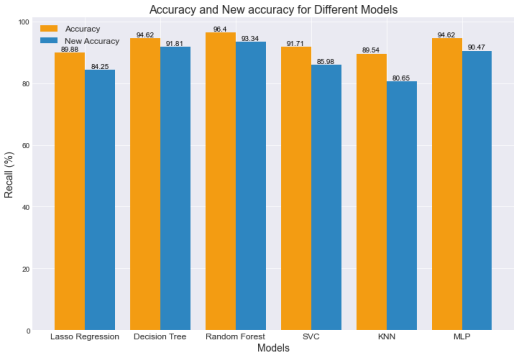 Accuracy and New accuracy for Different Models
Accuracy
New Accuracy
100
80
60
40
20
0
Recall (%)
89.88
84.25
94.62
91.81
96.4
93.34
91.71
85.98
89.54
80.65
94.62
90.47
Lasso Regression
Decision Tree
Random Forest
SVC
KNN
MLP
Models